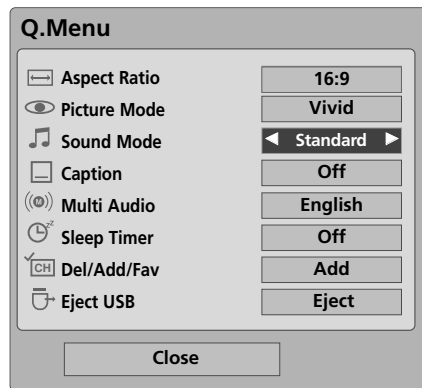 Q.Menu
Aspect Ratio 16:9
Picture Mode Vivid
Sound Mode Standard
Caption Off
Multi Audio English
Sleep Timer Off
Del/Add/Fav Add
Eject USB Eject
Close